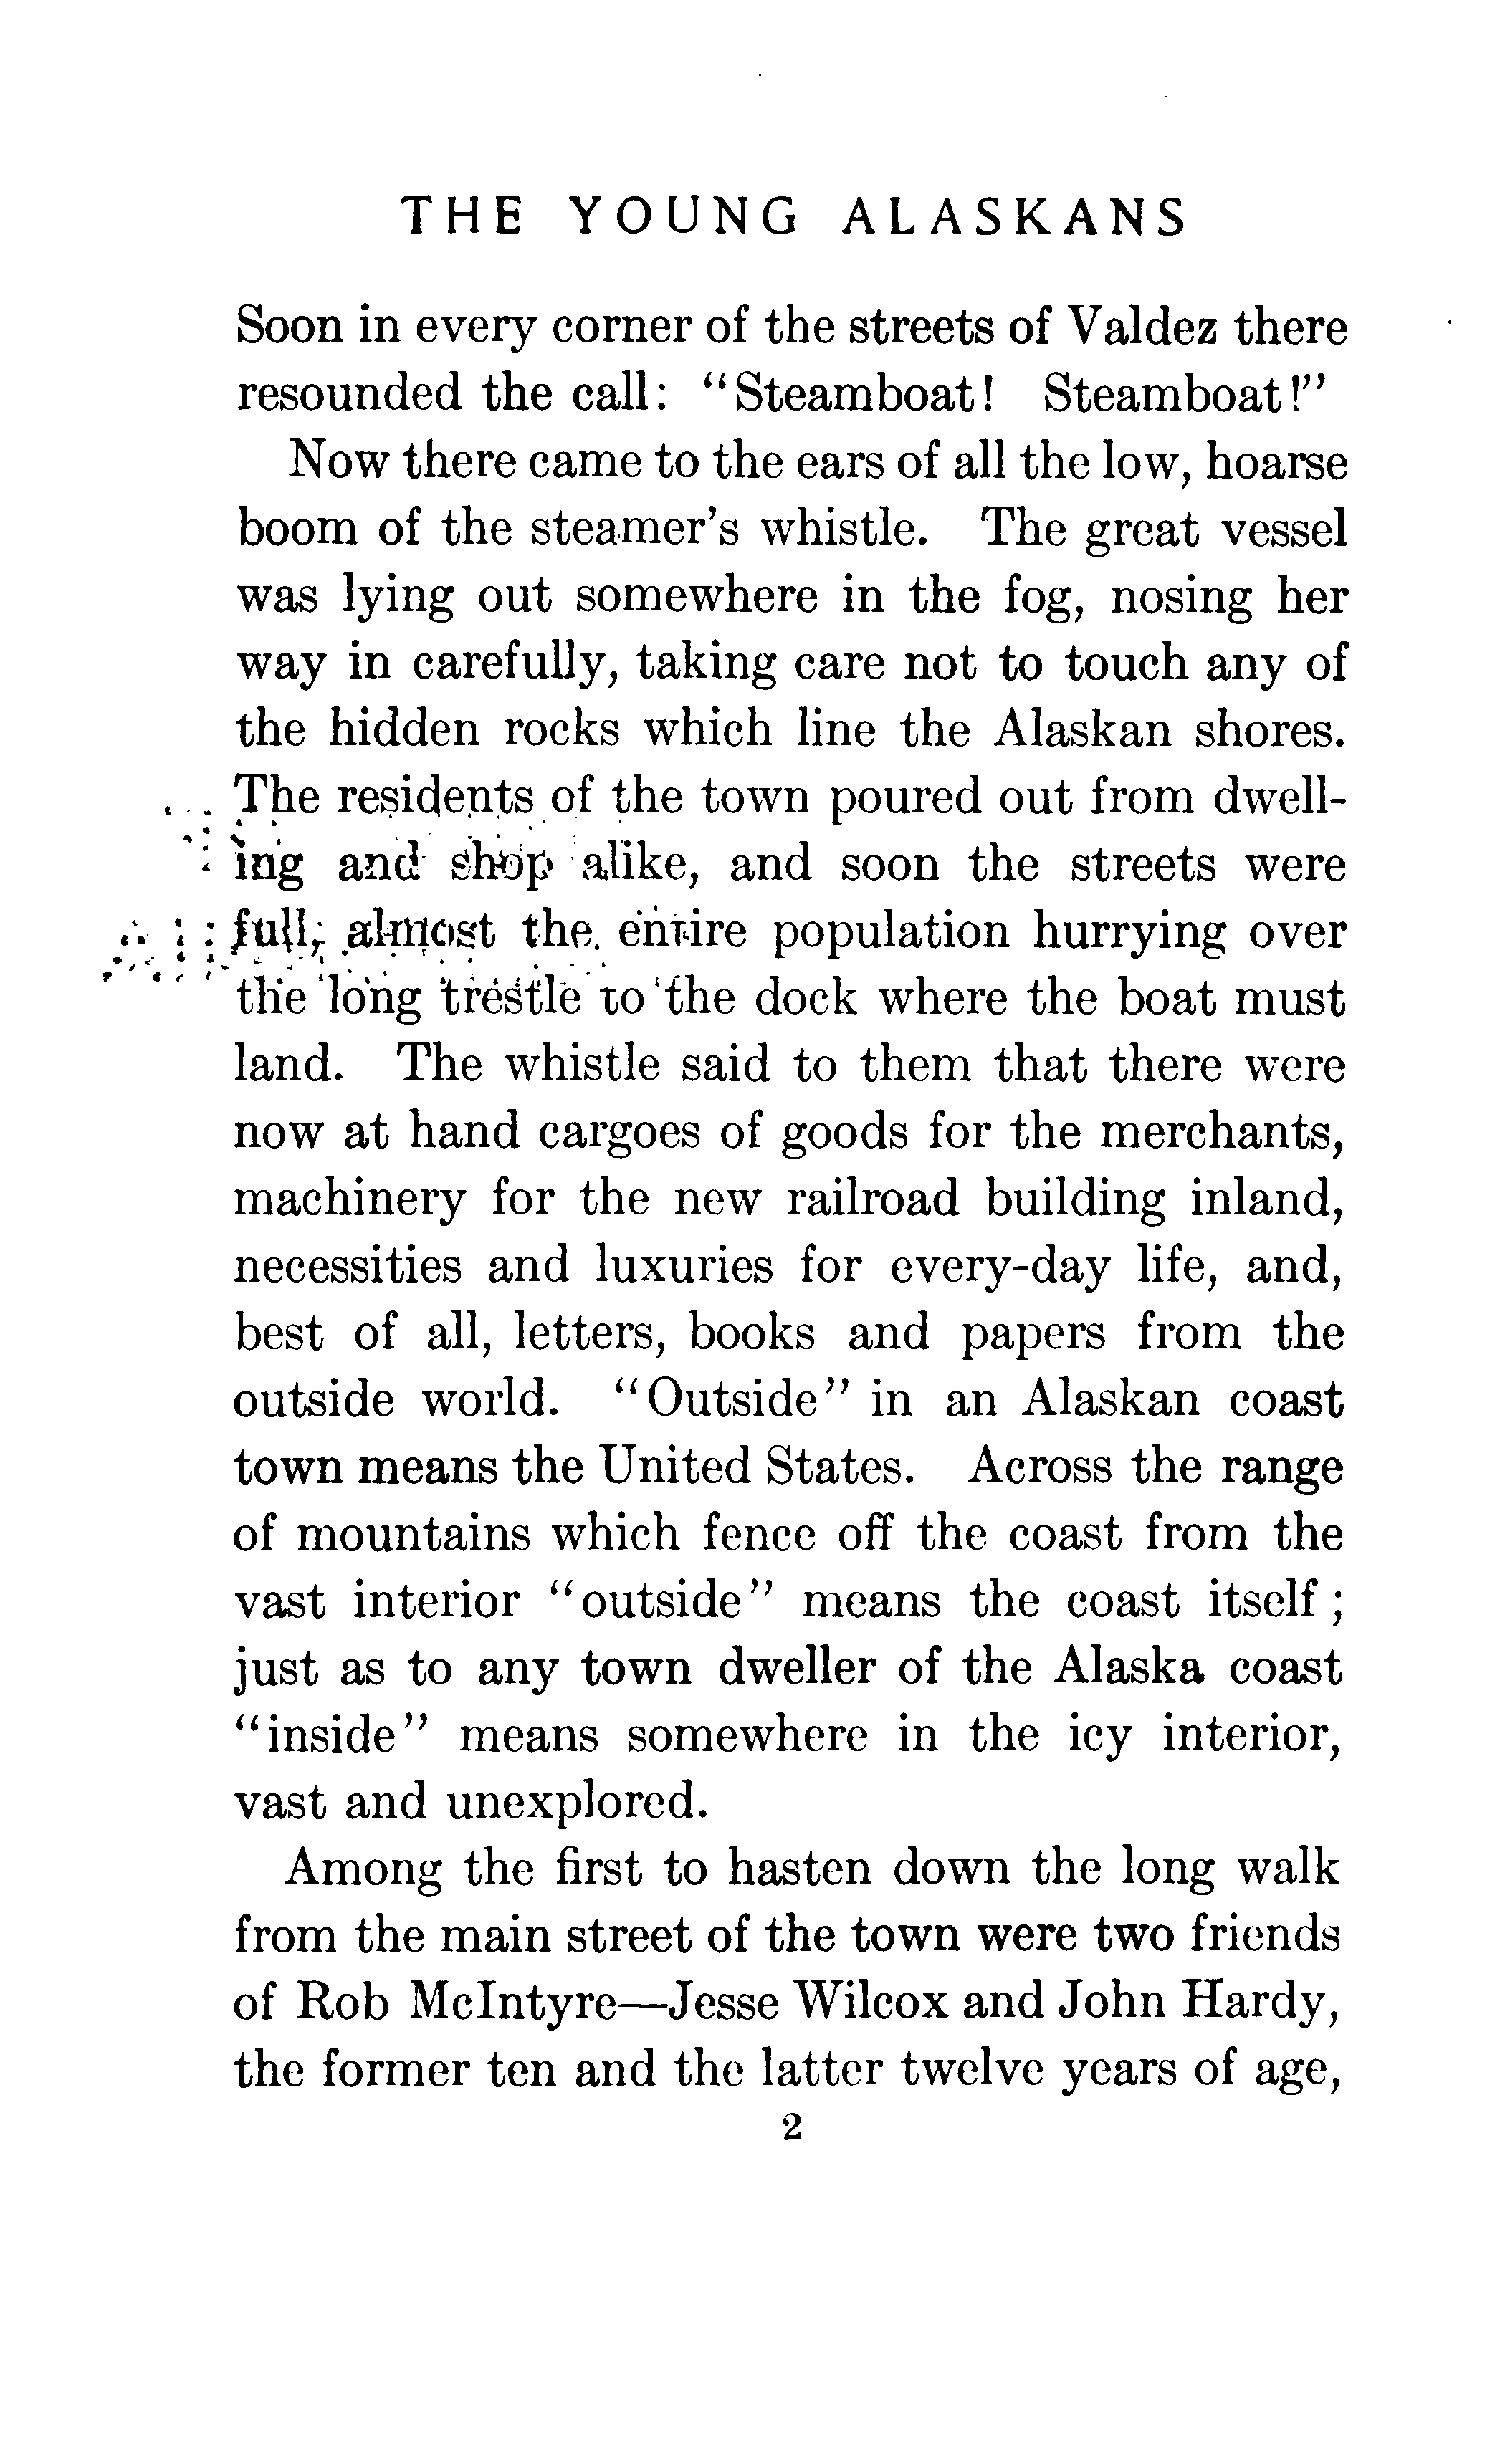 THE YOUNG ALASKANS
Soon in every corner of the streets of Valdez there
resounded the call: "Steamboat! Steamboat!"
Now there came to the ears of all the low, hoarse
boom of the steamer's whistle. The great vessel
was lying out somewhere in the fog, nosing her
way in carefully, taking care not to touch any of
the hidden rocks which line the Alaskan shores.
The residents of the town poured out from dwell-
ing and shop alike, and soon the streets were
full, almost the entire population hurrying over
the long trestle to the dock where the boat must
land. The whistle said to them that there were
now at hand cargoes of goods for the merchants,
machinery for the new railroad building inland,
necessities and luxuries for every-day life, and,
best of all, letters, books and papers from the
outside world. "Outside" in an Alaskan coast
town means the United States. Across the range
of mountains which fence off the coast from the
vast interior "outside" means the coast itself;
just as to any town dweller of the Alaska coast
"inside" means somewhere in the icy interior,
vast and unexplored.
Among the first to hasten down the long walk
from the main street of the town were two friends
of Rob McIntyre—Jesse Wilcox and John Hardy,
the former ten and the latter twelve years of age,
2